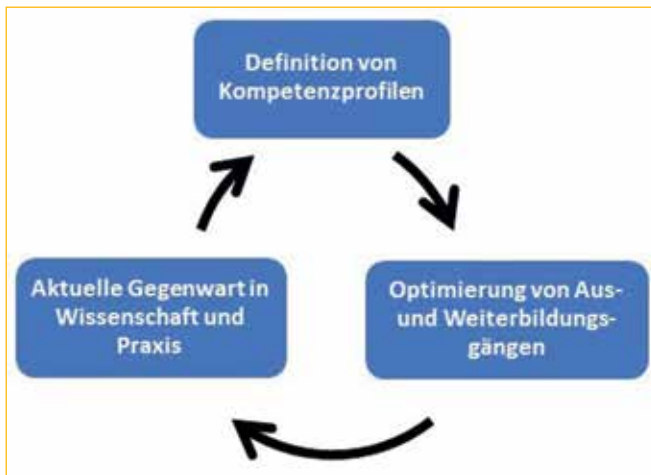 Definition von
Kompetenzprofilen
Aktuelle Gegenwart in
Wissenschaft und
Praxis
Optimierung von Aus-
und Weiterbildungs-
gängen